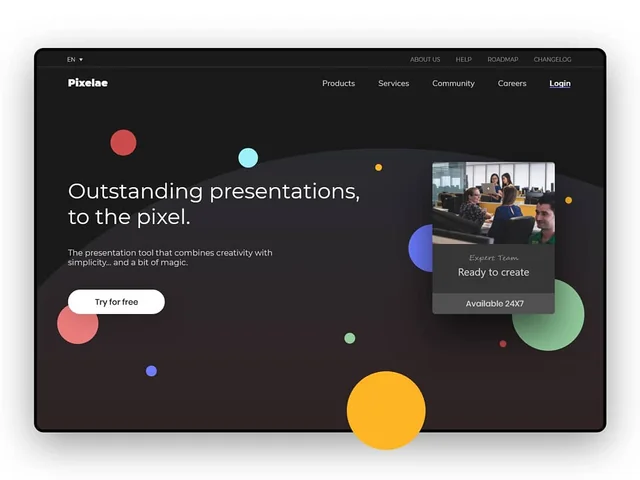 EN
ABOUT US HELP ROADMAP CHANGELOG
Pixelae
Products Services Community Careers Login
Outstanding presentations,
to the pixel.
The presentation tool that combines creativity with
simplicity... and a bit of magic.
Try for free
Expert Team
Ready to create
Available 24X7